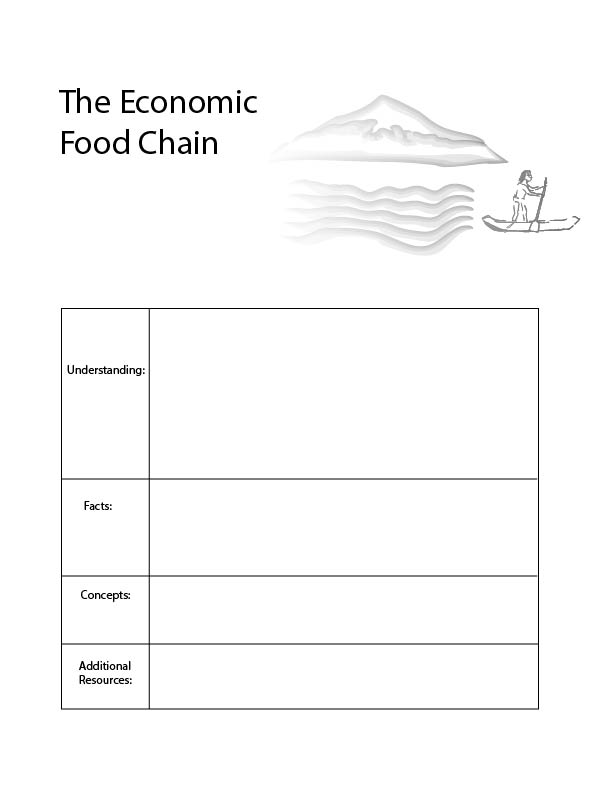 The Economic
Food Chain
Understanding:
Facts:
Concepts:
Additional
Resources: